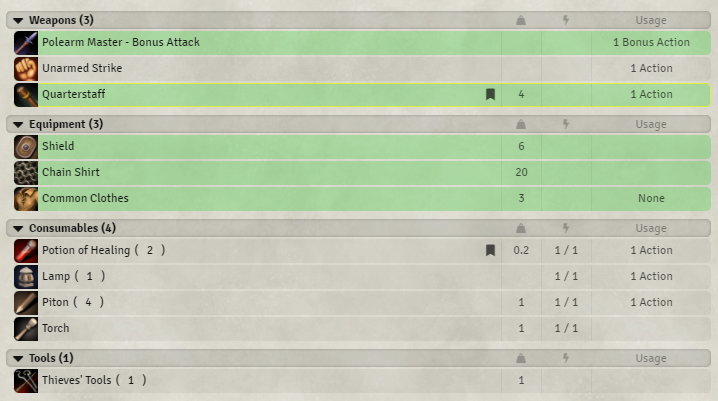 Weapons (3) Usage
Polearm Master - Bonus Attack 1 Bonus Action
Unarmed Strike 1 Action
Quarterstaff 4 1 Action
Equipment (3) Usage
Shield 6
Chain Shirt 20
Common Clothes 3 None
Consumables (4) Usage
Potion of Healing ( 2 ) 0.2 1 / 1 1 Action
Lamp ( 1 ) 1 / 1 1 Action
Piton ( 4 ) 1 1 / 1 1 Action
Torch 1 1 / 1
Tools (1) Usage
Thieves' Tools ( 1 ) 1